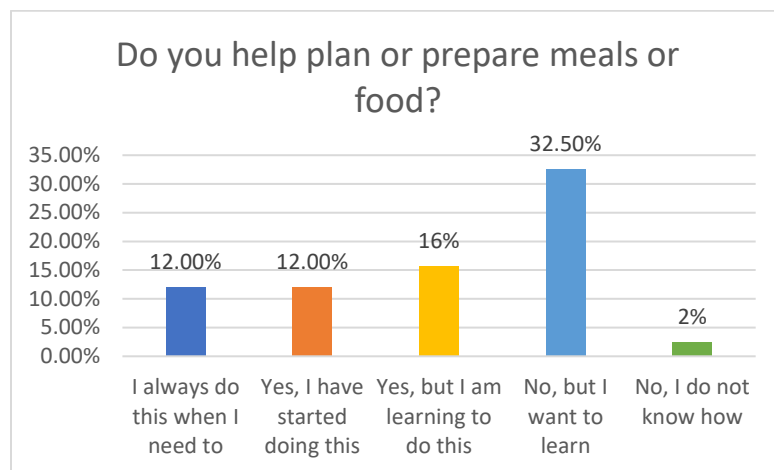 Do you help plan or prepare meals or
food?
35.00%
30.00%
25.00%
20.00%
15.00%
10.00%
5.00%
0.00%
12.00%
12.00%
16%
32.50%
2%
I always do
this when I
need to
Yes, I have
started
doing this
Yes, but I am
learning to
do this
No, but I
want to
learn
No, I do not
know how